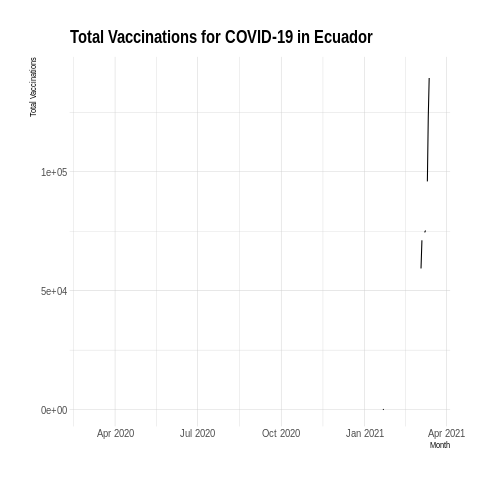 Total Vaccinations for COVID-19 in Ecuador
Total Vaccinations
1e+05
5e+04
0e+00
Apr 2020 Jul 2020 Oct 2020 Jan 2021 Apr 2021
Month